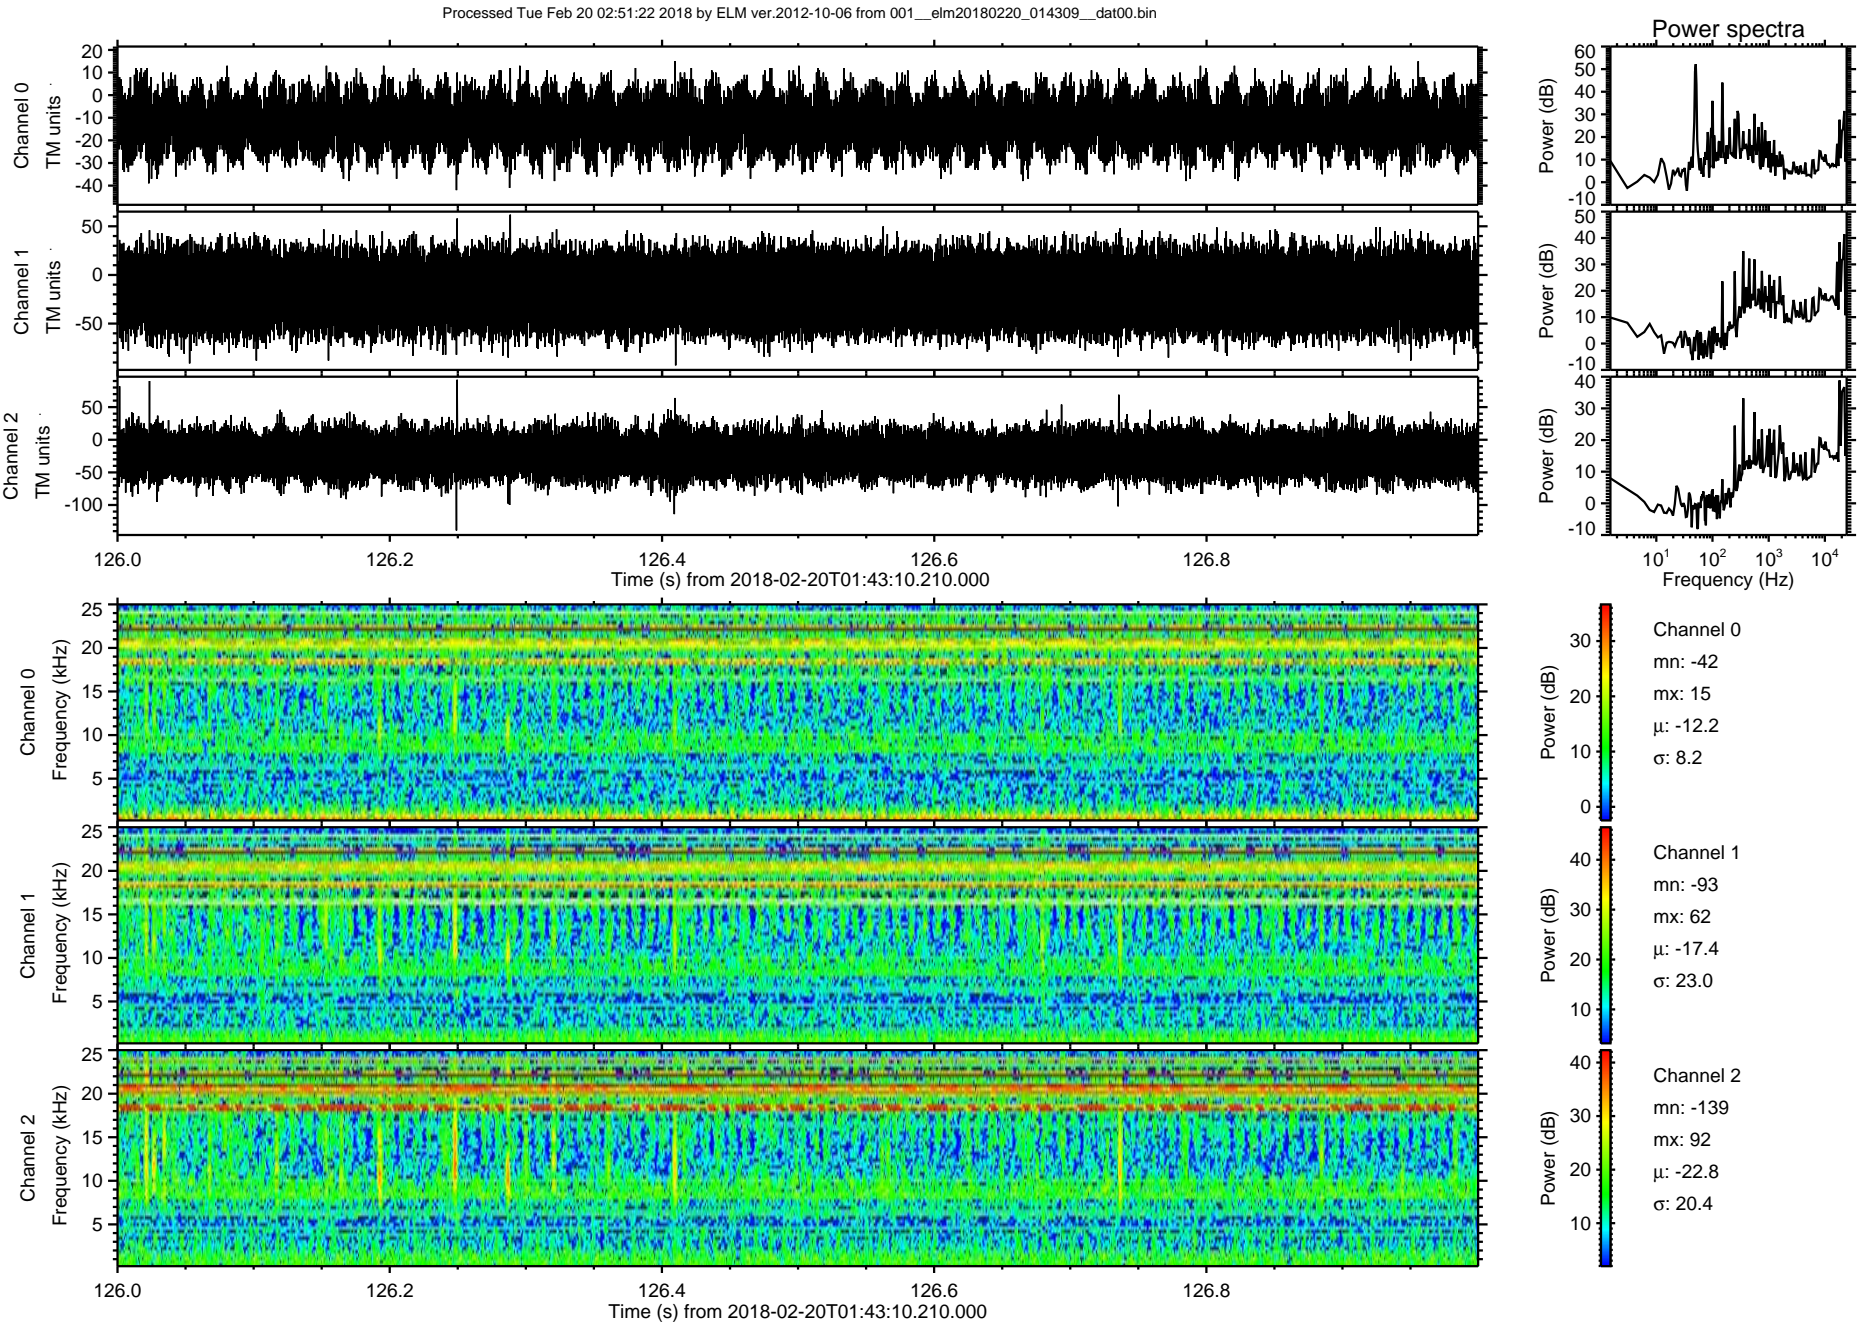 Processed Tue Feb 20 02:51:22 2018 by ELM ver.2012-10-06 from 001__elm20180220_014309__dat00.bin
Power spectra
Channel 0
TM units
20
10
0
-10
-20
-30
-40
Power (dB)
60
50
40
30
20
10
0
-10
Channel 1
TM units
50
0
-50
Power (dB)
50
40
30
20
10
0
-10
Channel 2
TM units
50
0
-50
-100
Power (dB)
40
30
20
10
0
-10
126.0 126.2 126.4 126.6 126.8
Time (s) from 2018-02-20T01:43:10.210.000
10¹ 10² 10³ 10⁴
Frequency (Hz)
Channel 0
Frequency (kHz)
25
20
15
10
5
Power (dB)
30
20
10
0
Channel 0
mn: -42
mx: 15
μ: -12.2
σ: 8.2
Channel 1
Frequency (kHz)
25
20
15
10
5
Power (dB)
40
30
20
10
Channel 1
mn: -93
mx: 62
μ: -17.4
σ: 23.0
Channel 2
Frequency (kHz)
25
20
15
10
5
Power (dB)
40
30
20
10
Channel 2
mn: -139
mx: 92
μ: -22.8
σ: 20.4
126.0 126.2 126.4 126.6 126.8
Time (s) from 2018-02-20T01:43:10.210.000